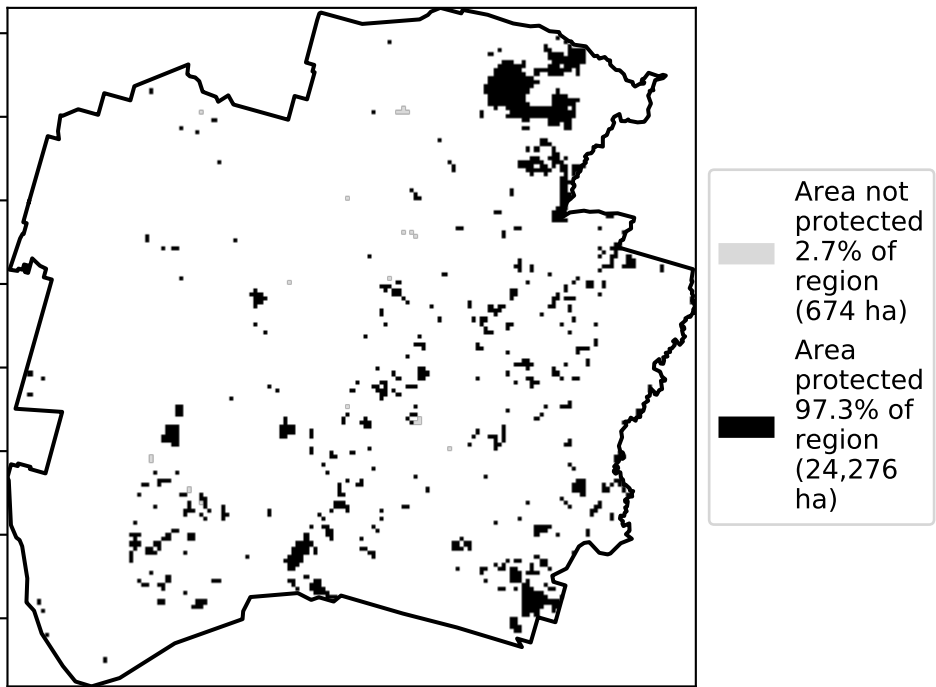 Area not
protected
2.7% of
region
(674 ha)
Area
protected
97.3% of
region
(24,276
ha)